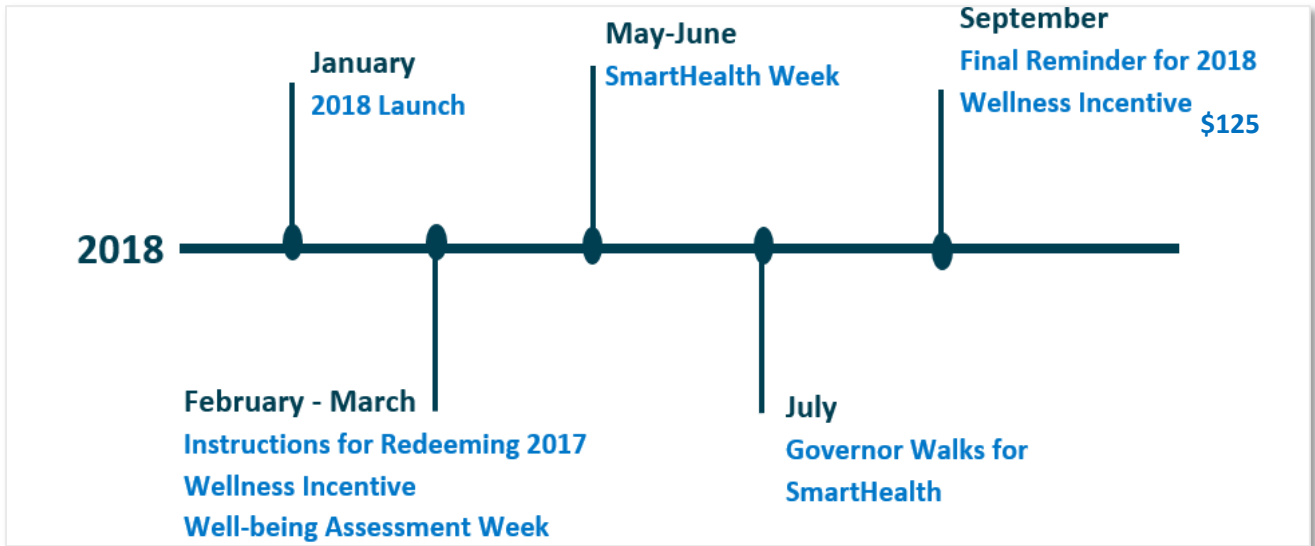 January
2018 Launch
May-June
SmartHealth Week
September
Final Reminder for 2018
Wellness Incentive
$125
2018
February - March
Instructions for Redeeming 2017
Wellness Incentive
Well-being Assessment Week
July
Governor Walks for
SmartHealth